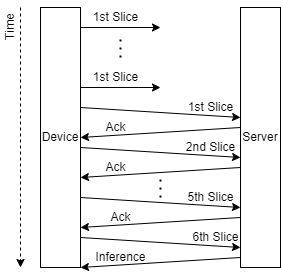 Time
1st Slice
1st Slice
1st Slice
Ack
Device
Server
2nd Slice
Ack
5th Slice
Ack
6th Slice
Inference